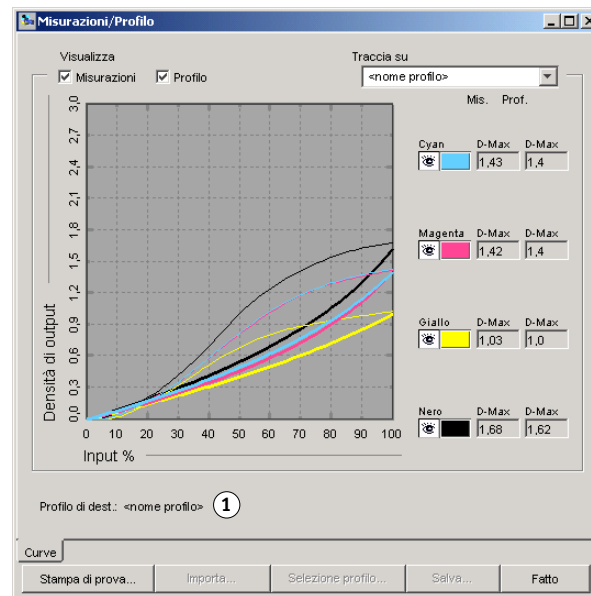 Misurazioni/Profilo
Visualizza
Traccia su
Misurazioni
Profilo
<nome profilo>
Mis. Prof.
Densità di output
3,0
2,7
2,4
2,1
1,8
1,5
1,2
0,9
0,6
0,3
0,0
0 10 20 30 40 50 60 70 80 90 100
Input %
Cyan D-Max D-Max
1,43 1,4
Magenta D-Max D-Max
1,42 1,4
Giallo D-Max D-Max
1,03 1,0
Nero D-Max D-Max
1,68 1,62
Profilo di dest.: <nome profilo> 1
Curve
Stampa di prova... Importa... Selezione profilo... Salva... Fatto